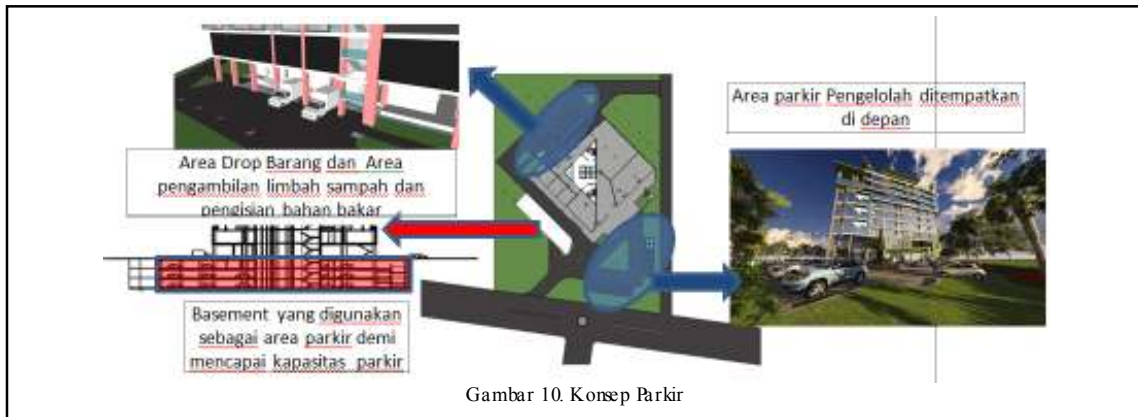 Area Drop Barang dan Area
pengambilan limbah sampah dan
pengisian bahan bakar
Basement yang digunakan
sebagai area parkir demi
mencapai kapasitas parkir
Area parkir Pengelolah ditempatkan
di depan
Gambar 10. Konsep Parkir